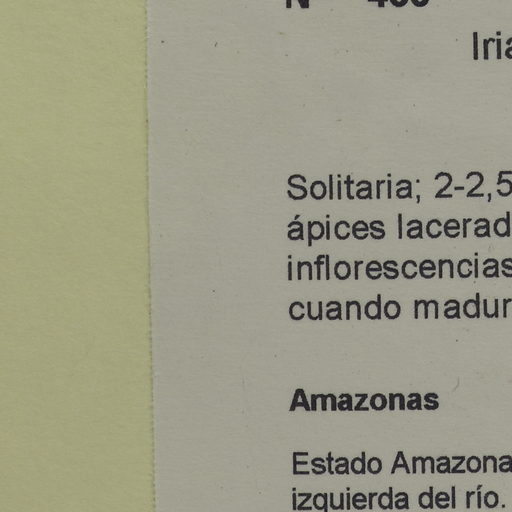 Iria
Solitaria; 2-2,5
ápices lacerad
inflorescencias
cuando madur
Amazonas
Estado Amazona
izquierda del río.